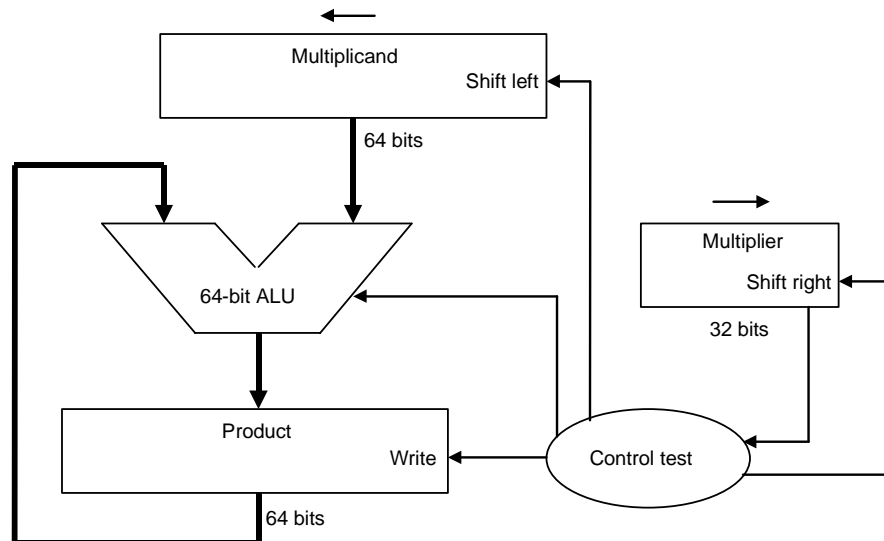 Multiplicand
Shift left
64 bits
Multiplier
Shift right
64-bit ALU
32 bits
Product
Write
Control test
64 bits